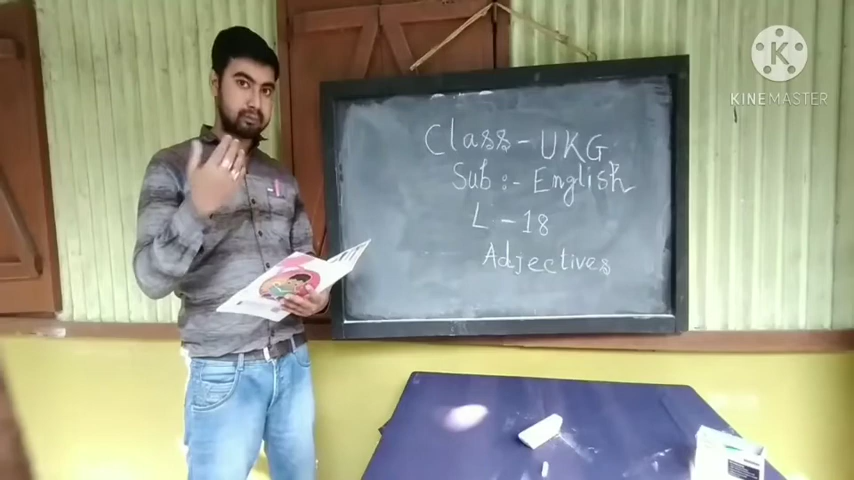 Class - UKG
Sub :- English
L - 18
Adjectives
KINEMASTER